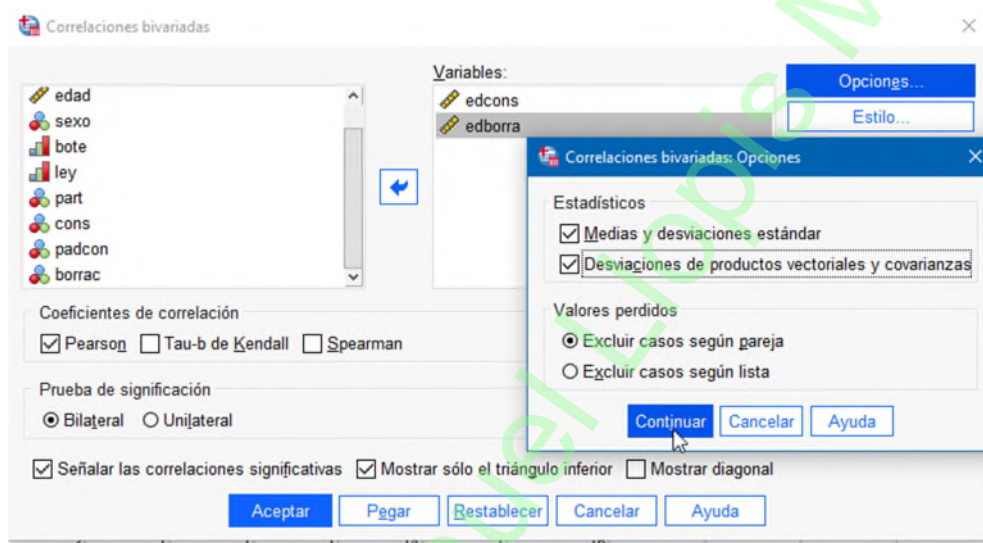 Correlaciones bivariadas
Variables:
edad
sexo
bote
ley
part
cons
padcon
borrac
edcons
edborra
Opciones...
Estilo...
Coeficientes de correlación
Pearson Tau-b de Kendall Spearman
Prueba de significación
Bilateral Unilateral
Señalar las correlaciones significativas Mostrar sólo el triángulo inferior Mostrar diagonal
Aceptar Pegar Restablecer Cancelar Ayuda
Correlaciones bivariadas: Opciones
Estadísticos
Medias y desviaciones estándar
Desviaciones de productos vectoriales y covarianzas
Valores perdidos
Excluir casos según pareja
Excluir casos según lista
Continuar Cancelar Ayuda
uel Llopis